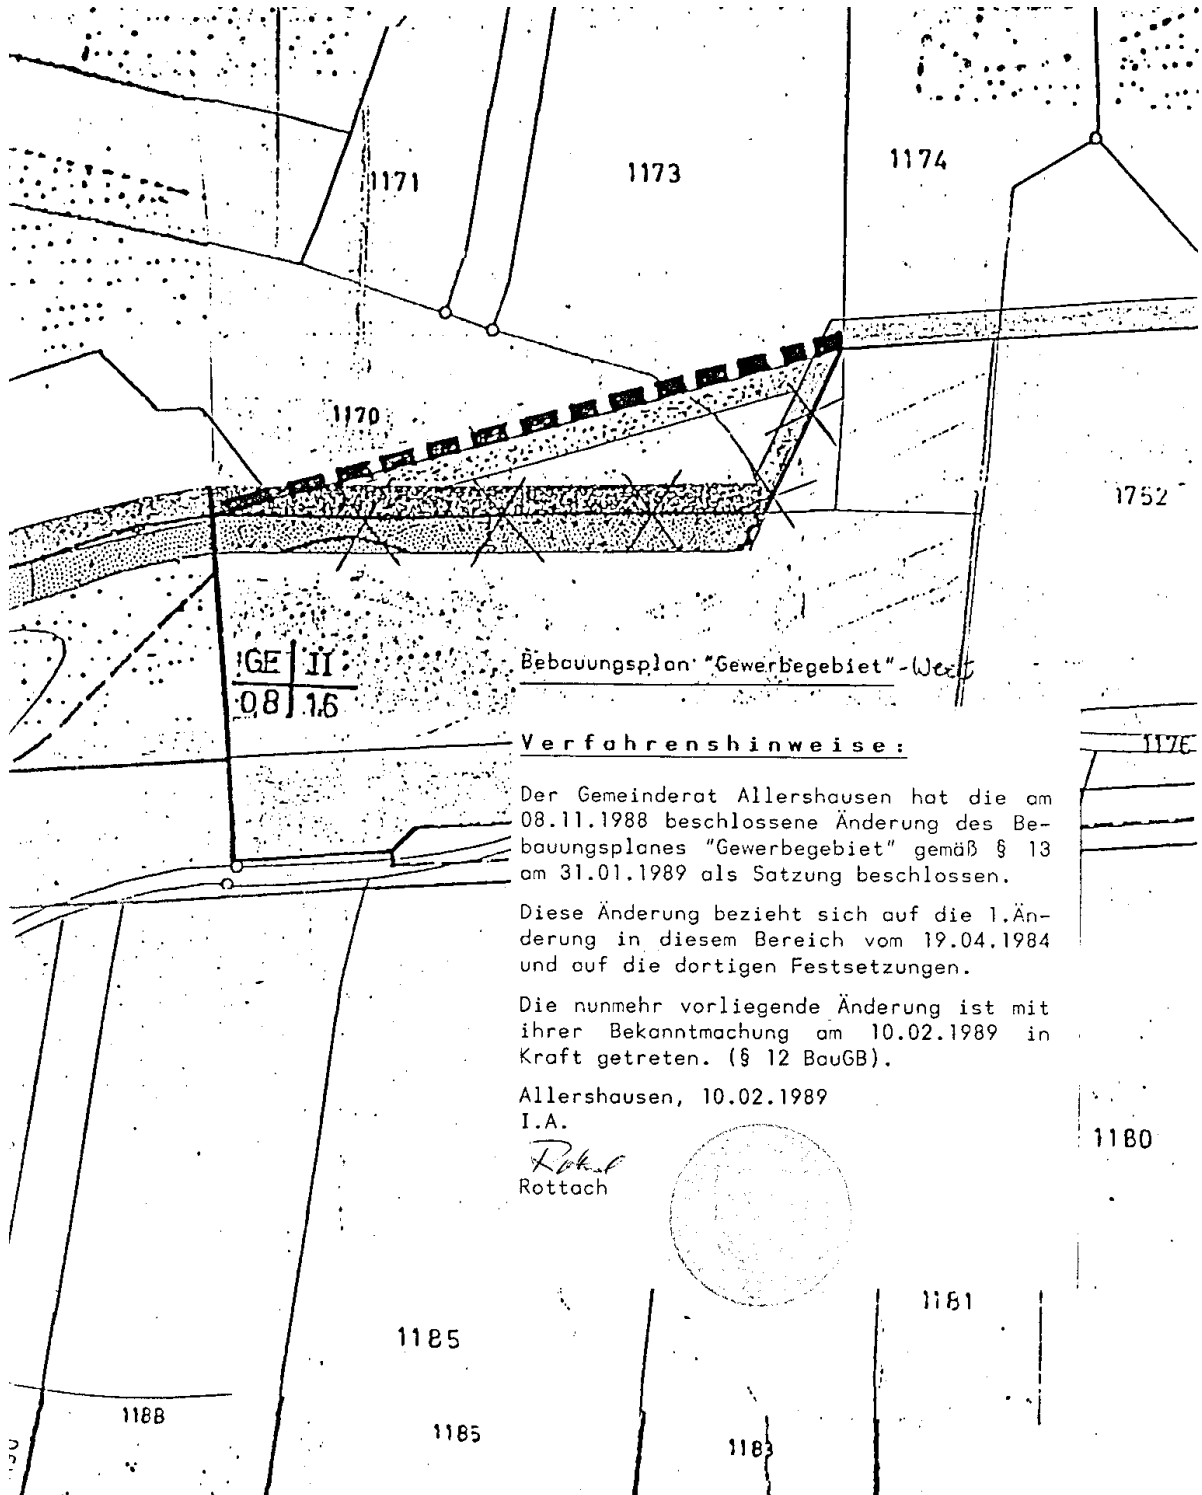 1171
1173
1174
1170
1752
GE II
0,8 1,6
Bebauungsplan "Gewerbegebiet" -West
Verfahrenshinweise:
1176
Der Gemeinderat Allershausen hat die am
08.11.1988 beschlossene Änderung des Be-
bauungsplanes "Gewerbegebiet" gemäß § 13
am 31.01.1989 als Satzung beschlossen.
Diese Änderung bezieht sich auf die 1.Än-
derung in diesem Bereich vom 19.04.1984
und auf die dortigen Festsetzungen.
Die nunmehr vorliegende Änderung ist mit
ihrer Bekanntmachung am 10.02.1989 in
Kraft getreten. (§ 12 BauGB).
Allershausen, 10.02.1989
I.A.
Rottach
1180
1181
1185
1188
1185
1183